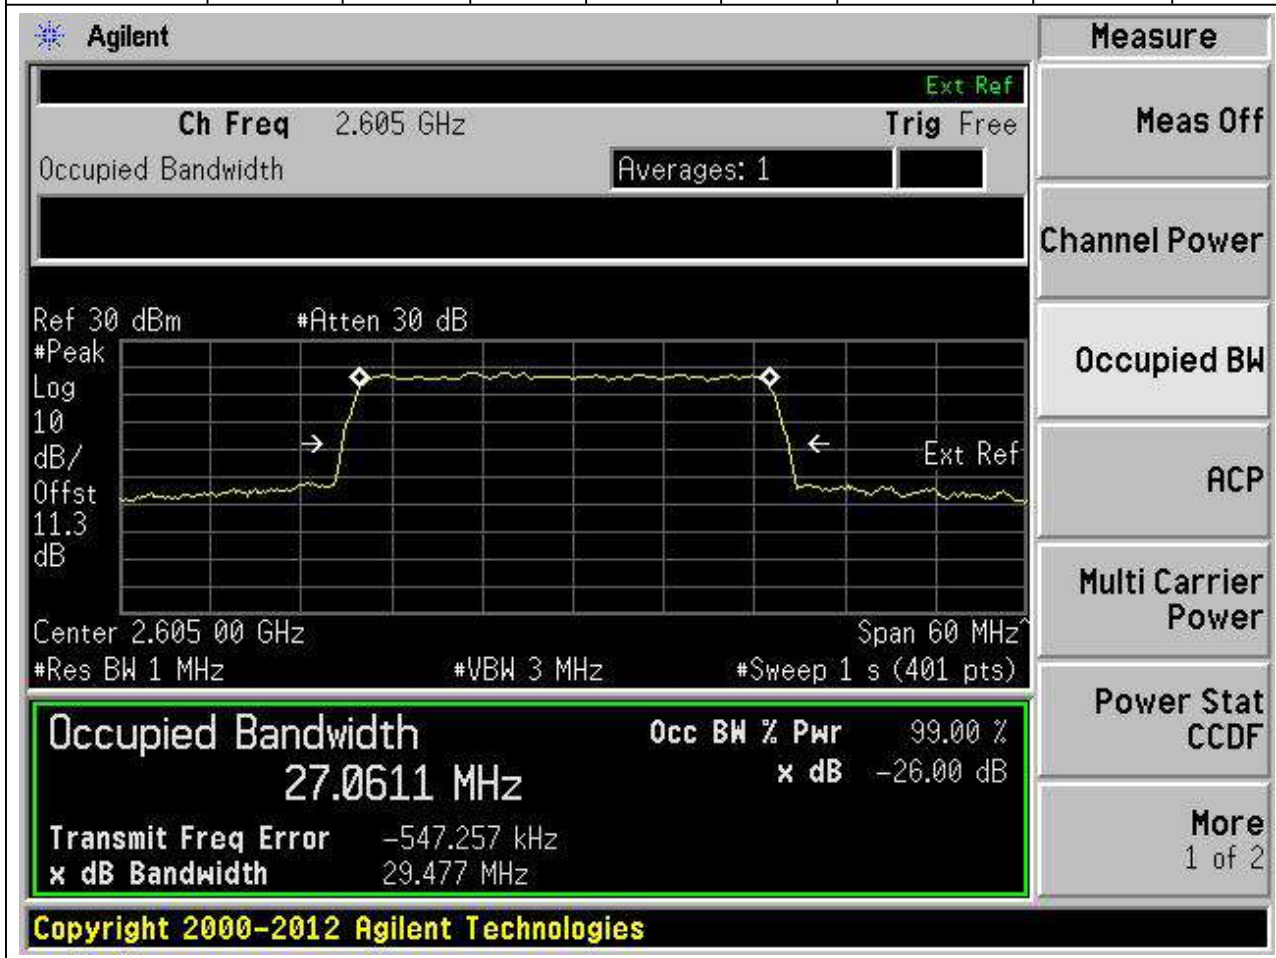 Agilent
Measure
Ext Ref
Ch Freq 2.605 GHz Trig Free
Meas Off
Occupied Bandwidth Averages: 1
Channel Power
Ref 30 dBm #Atten 30 dB
#Peak
Log
10
dB/
Offst
11.3
dB
Ext Ref
Occupied BW
ACP
Center 2.605 00 GHz Span 60 MHz^
#Res BW 1 MHz #VBW 3 MHz #Sweep 1 s (401 pts)
Multi Carrier
Power
Occupied Bandwidth Occ BW % Pwr 99.00 %
27.0611 MHz x dB -26.00 dB
Transmit Freq Error -547.257 kHz
x dB Bandwidth 29.477 MHz
Power Stat
CCDF
More
1 of 2
Copyright 2000-2012 Agilent Technologies